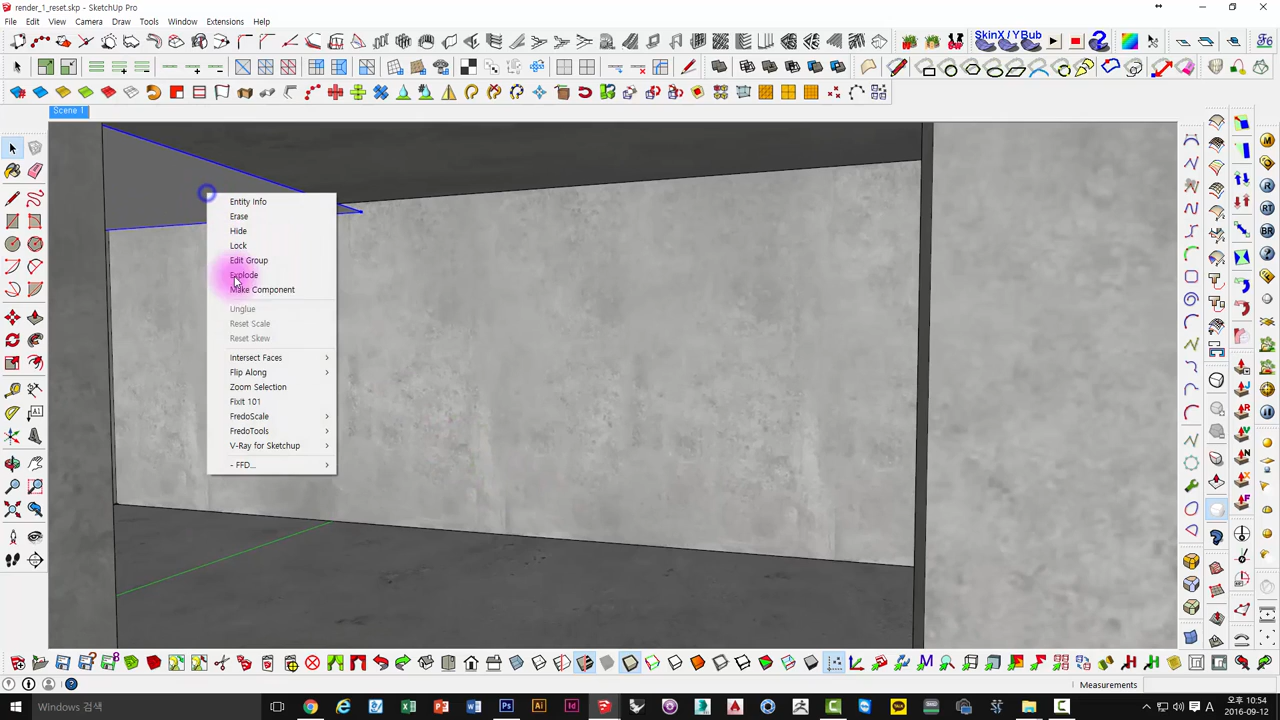 render_1_reset.skp - SketchUp Pro
File Edit View Camera Draw Tools Window Extensions Help
SkinX / YBub
Scene 1
Entity Info
Erase
Hide
Lock
Edit Group
Explode
Make Component
Unglue
Reset Scale
Reset Skew
Intersect Faces
Flip Along
Zoom Selection
Fixit 101
FredoScale
FredoTools
V-Ray for Sketchup
- FFD...
Measurements
Windows 검색
오후 10:54
2016-09-12